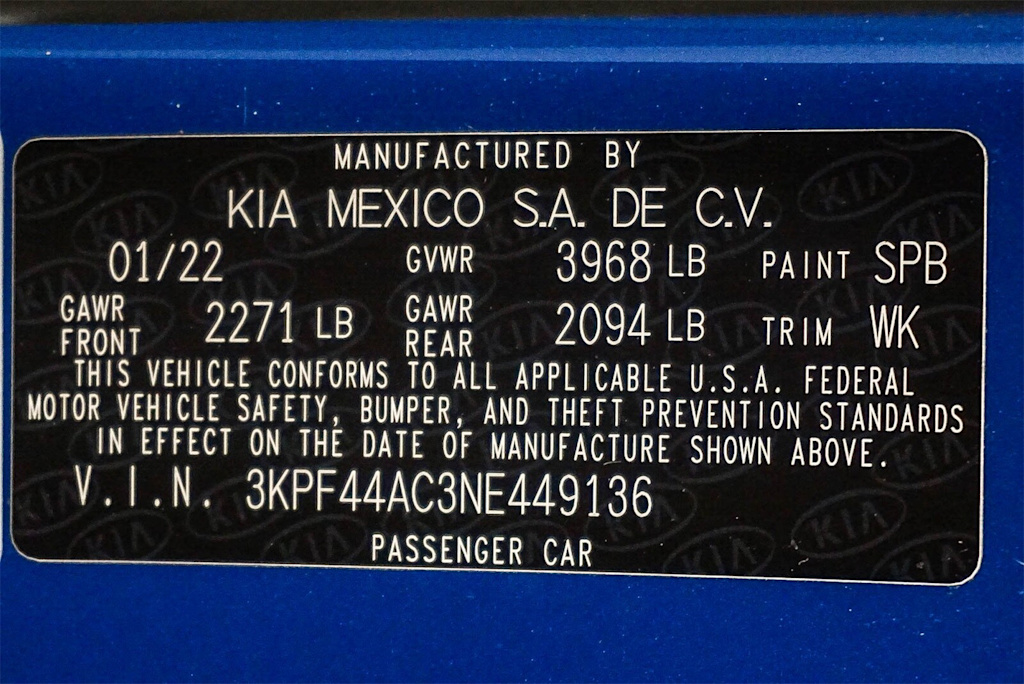 MANUFACTURED BY
KIA MEXICO S.A. DE C.V.
01/22 GVWR 3968 LB PAINT SPB
GAWR FRONT 2271 LB GAWR REAR 2094 LB TRIM WK
THIS VEHICLE CONFORMS TO ALL APPLICABLE U.S.A. FEDERAL
MOTOR VEHICLE SAFETY, BUMPER, AND THEFT PREVENTION STANDARDS
IN EFFECT ON THE DATE OF MANUFACTURE SHOWN ABOVE.
V.I.N. 3KPF44AC3NE449136
PASSENGER CAR